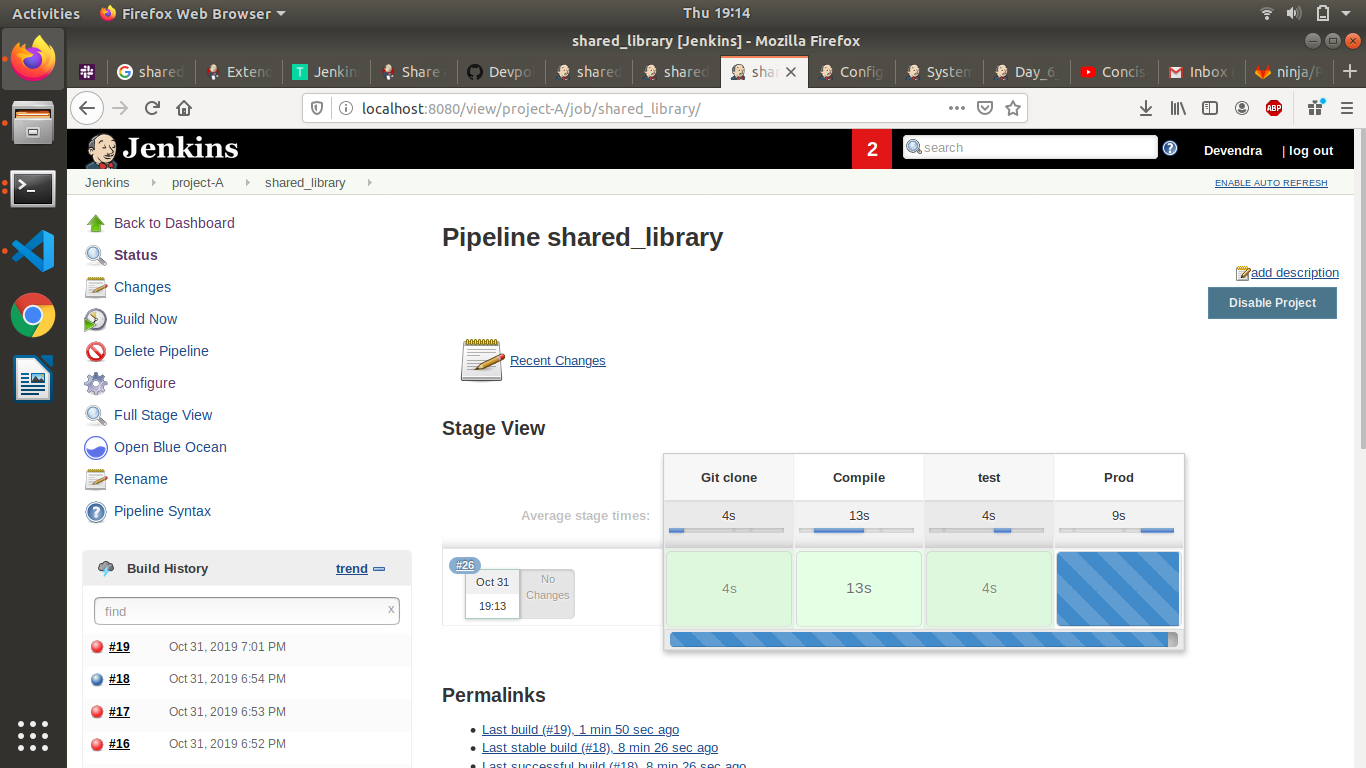 Activities
Firefox Web Browser
Thu 19:14
shared_library [Jenkins] - Mozilla Firefox
shared
Exten
Jenkin
Share
Devpo
shared
shared
shar
Config
System
Day_6_
Concis
Inbox
ninja/P
localhost:8080/view/project-A/job/shared_library/
ABP
Jenkins
2
search
Devendra
| log out
Jenkins
project-A
shared_library
ENABLE AUTO REFRESH
Back to Dashboard
Status
Changes
Build Now
Delete Pipeline
Configure
Full Stage View
Open Blue Ocean
Rename
Pipeline Syntax
Build History
trend
find
x
#19 Oct 31, 2019 7:01 PM
#18 Oct 31, 2019 6:54 PM
#17 Oct 31, 2019 6:53 PM
#16 Oct 31, 2019 6:52 PM
Pipeline shared_library
add description
Disable Project
Recent Changes
Stage View
Git clone Compile test Prod
Average stage times: 4s 13s 4s 9s
#26
Oct 31
19:13
No
Changes
4s 13s 4s
Permalinks
Last build (#19), 1 min 50 sec ago
Last stable build (#18), 8 min 26 sec ago
Last successful build (#18), 8 min 26 sec ago